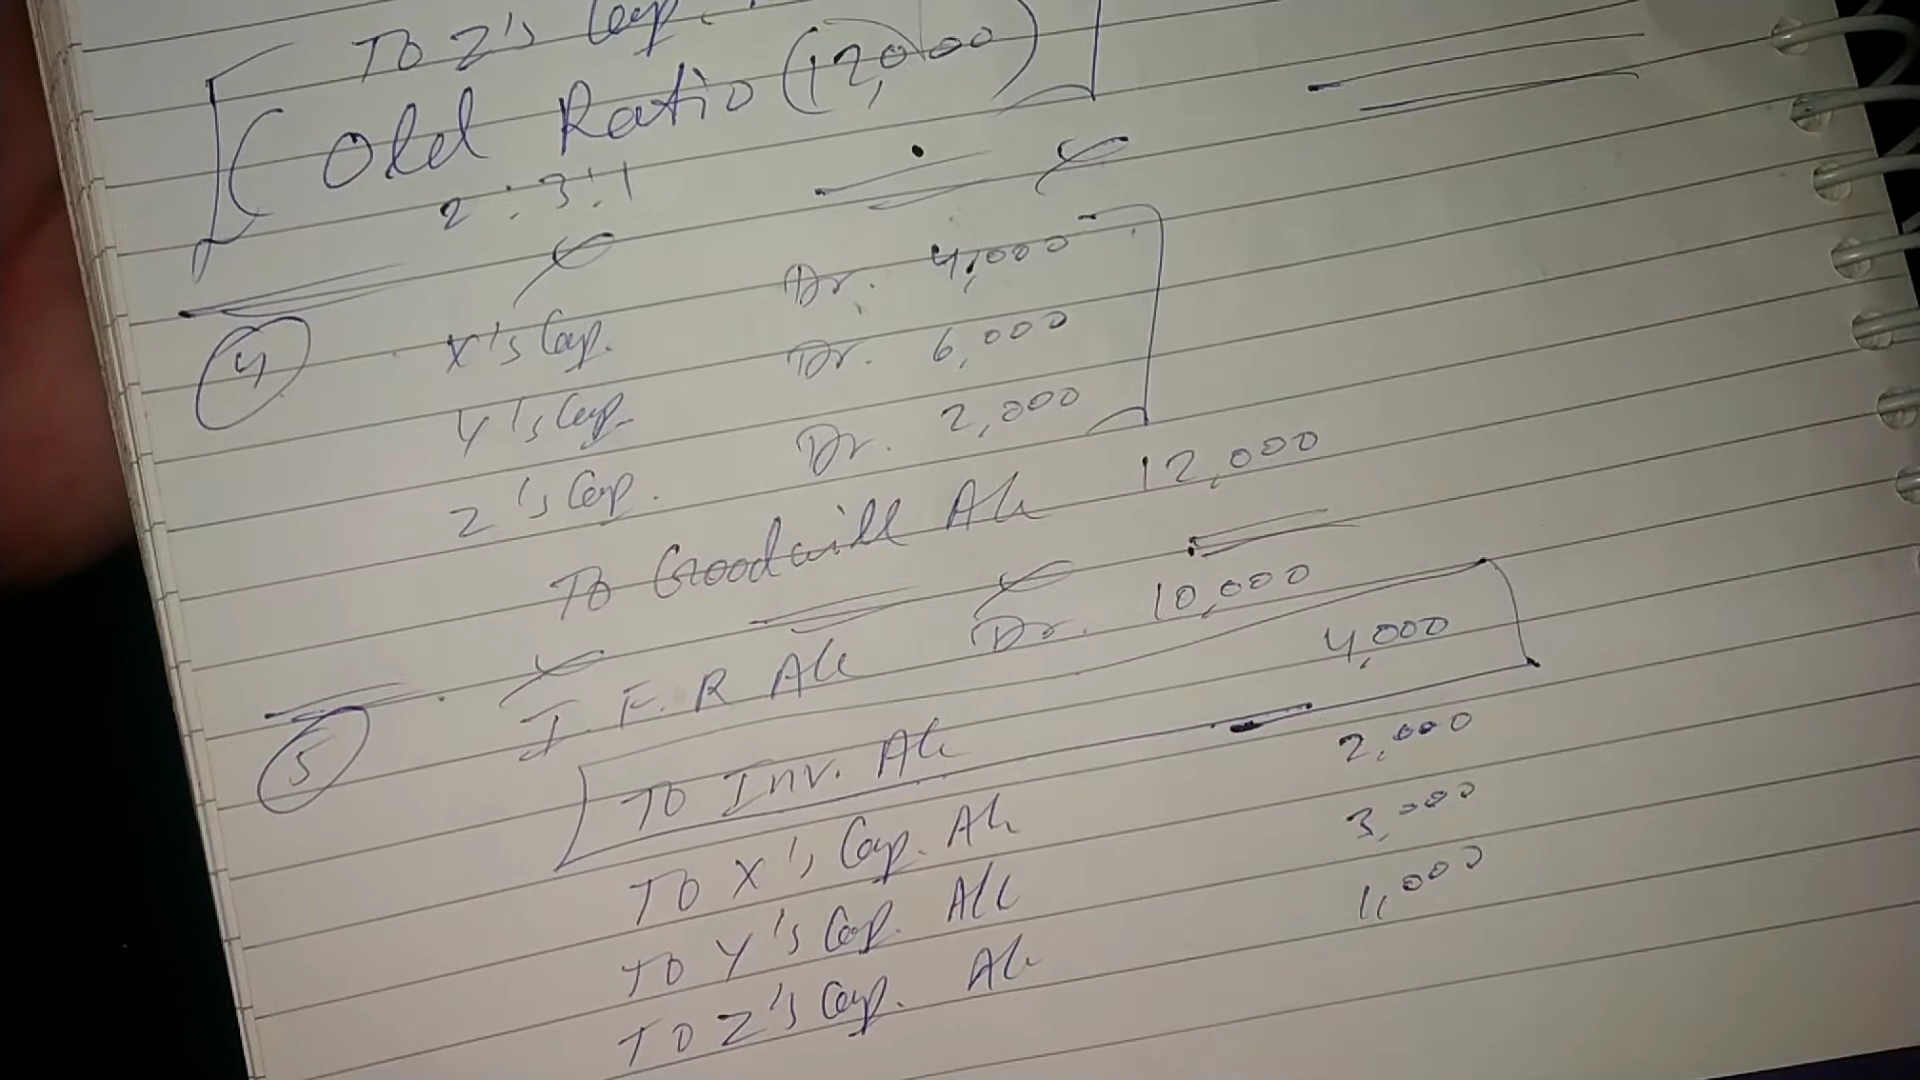 To Z's Cap.
( Old Ratio (12,000)
2 : 3 : 1
4 X's Cap. Dr. 4,000
Y's Cap. Dr. 6,000
Z's Cap. Dr. 2,000
To Goodwill A/c 12,000
5 I.F.R A/c Dr. 10,000
To Inv. A/c 4,000
To X's Cap. A/c 2,000
To Y's Cap. A/c 3,000
To Z's Cap. A/c 1,000